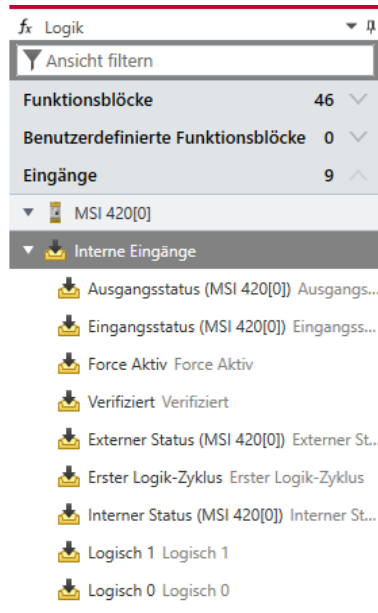 fx Logik
Ansicht filtern
Funktionsblöcke 46
Benutzerdefinierte Funktionsblöcke 0
Eingänge 9
MSI 420[0]
Interne Eingänge
Ausgangsstatus (MSI 420[0]) Ausgangs...
Eingangsstatus (MSI 420[0]) Eingangss...
Force Aktiv Force Aktiv
Verifiziert Verifiziert
Externer Status (MSI 420[0]) Externer St...
Erster Logik-Zyklus Erster Logik-Zyklus
Interner Status (MSI 420[0]) Interner St...
Logisch 1 Logisch 1
Logisch 0 Logisch 0